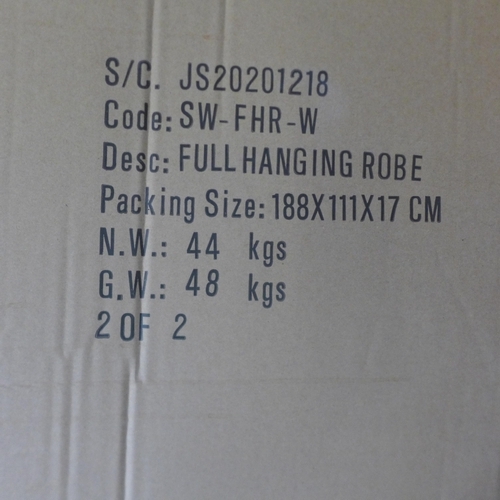 S/C. JS20201218
Code: SW-FHR-W
Desc: FULL HANGING ROBE
Packing Size: 188X111X17 CM
N.W.: 44 kgs
G.W.: 48 kgs
2 OF 2